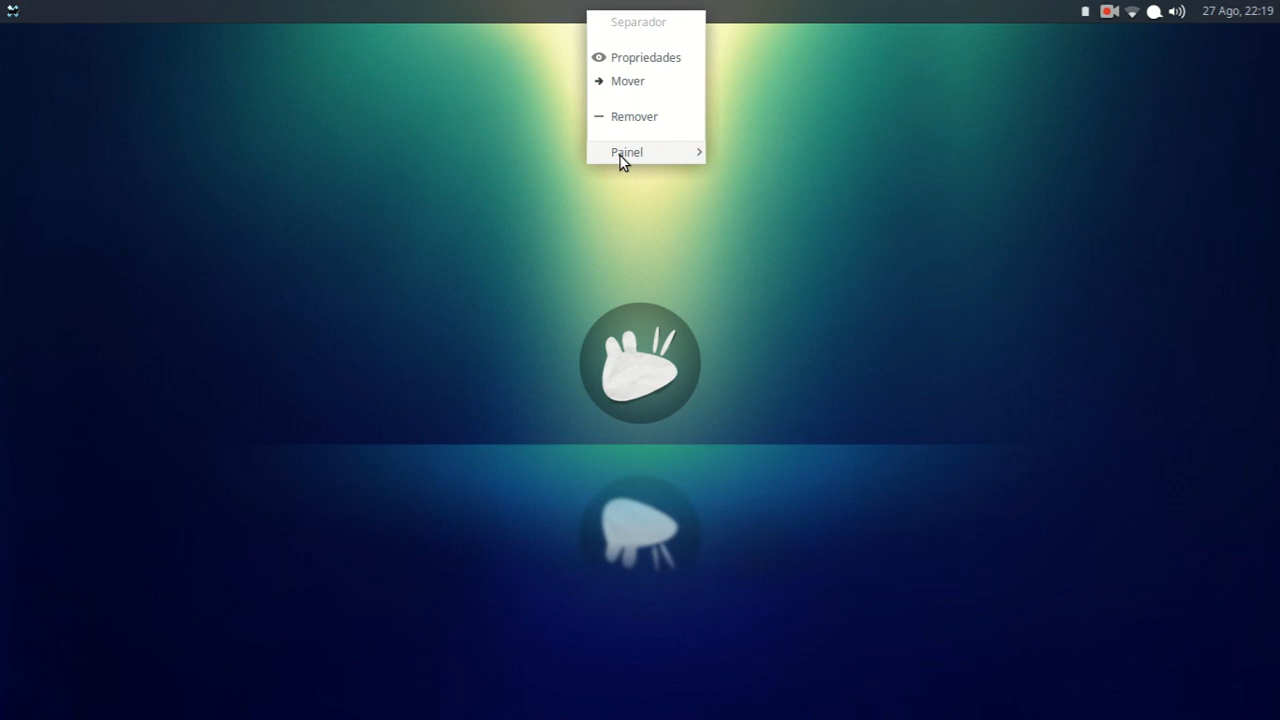 27 Ago, 22:19
Separador
Propriedades
Mover
Remover
Painel